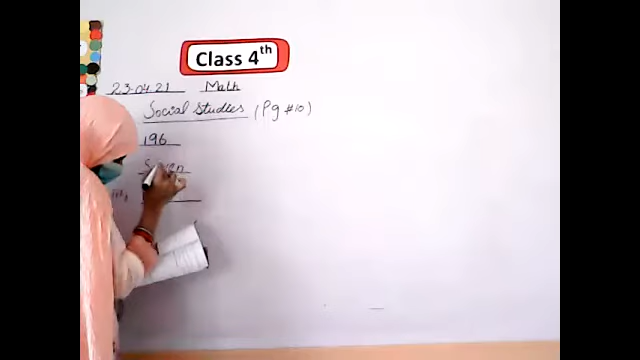 Class 4th
23.04.21 Math
Social Studies (Pg #10)
196
Seven